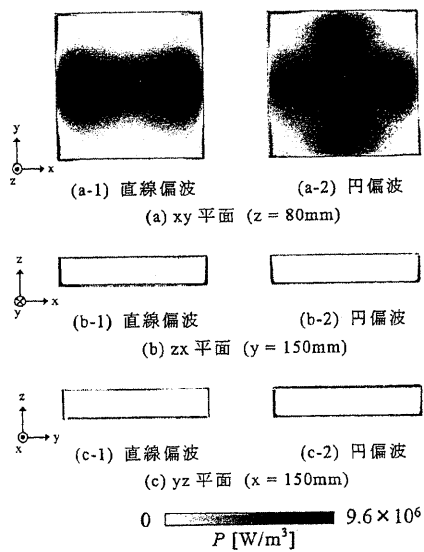 y
z x
(a-1) 直線偏波 (a-2) 円偏波
(a) xy 平面 (z = 80mm)
z
y x
(b-1) 直線偏波 (b-2) 円偏波
(b) zx 平面 (y = 150mm)
z
x y
(c-1) 直線偏波 (c-2) 円偏波
(c) yz 平面 (x = 150mm)
0 9.6×10⁶
P [W/m³]